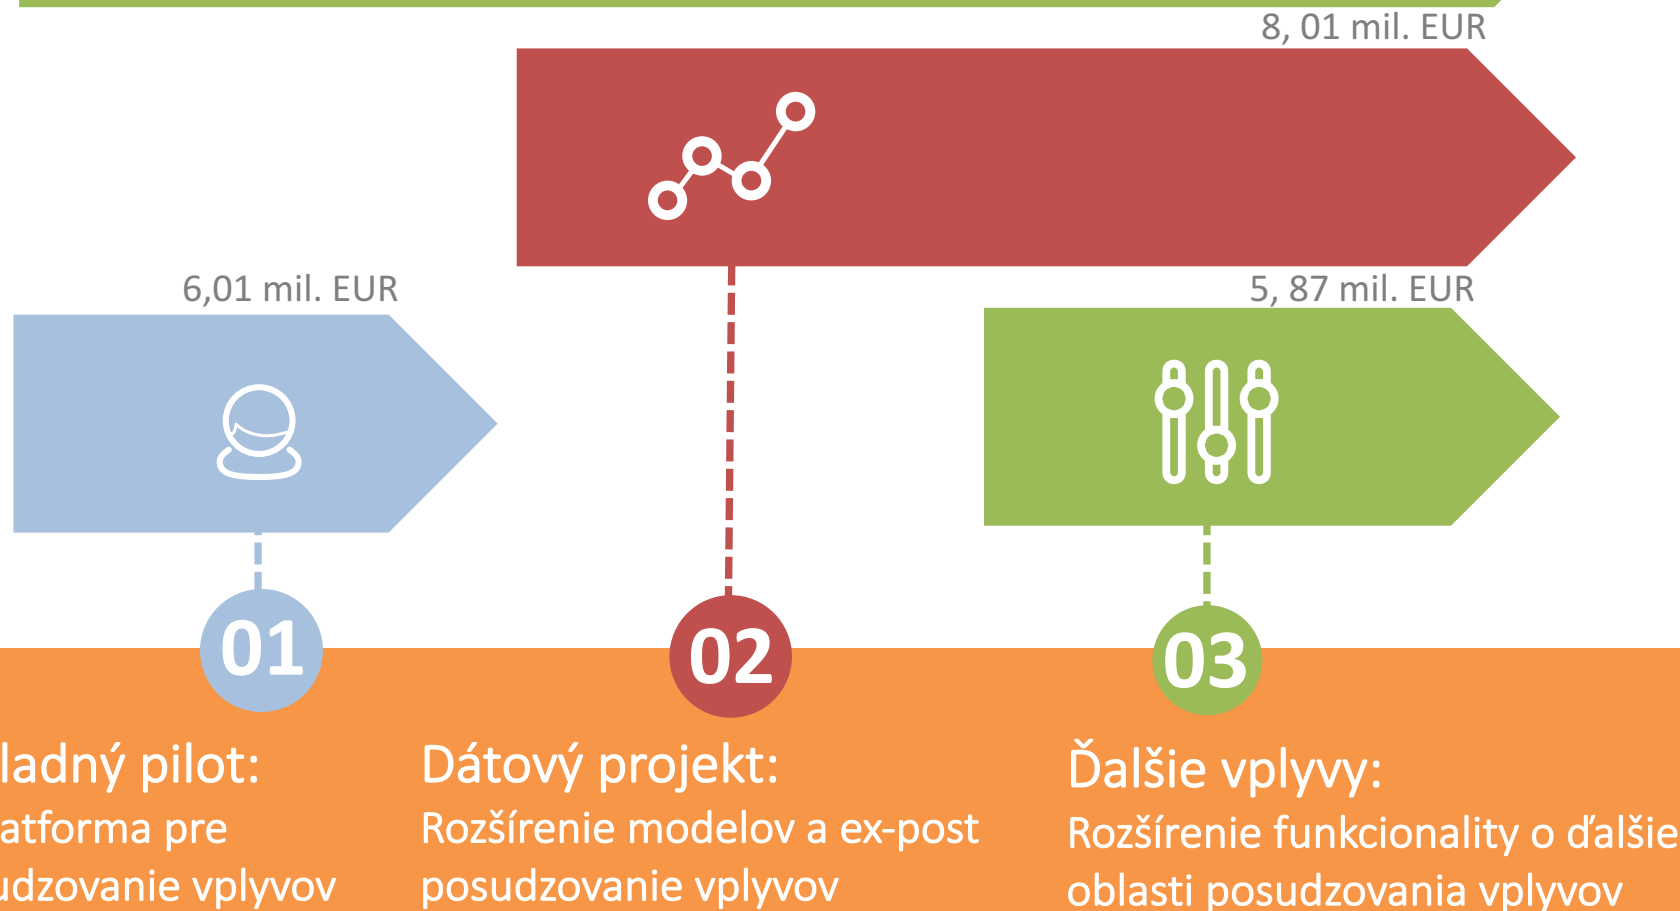 8, 01 mil. EUR
6,01 mil. EUR
5, 87 mil. EUR
01
02
03
ladný pilot:
atforma pre
udzovanie vplyvov
Dátový projekt:
Rozšírenie modelov a ex-post
posudzovanie vplyvov
Ďalšie vplyvy:
Rozšírenie funkcionality o ďalšie
oblasti posudzovania vplyvov